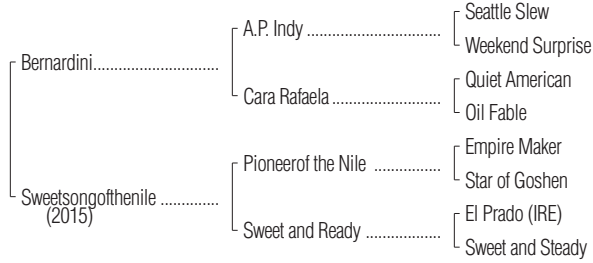 Seattle Slew
A.P. Indy ........................
Weekend Surprise
Bernardini..........................
Quiet American
Cara Rafaela ....................
Oil Fable
Empire Maker
Pioneerof the Nile ............
Star of Goshen
Sweetsongofthenile ............
(2015)
El Prado (IRE)
Sweet and Ready ..............
Sweet and Steady